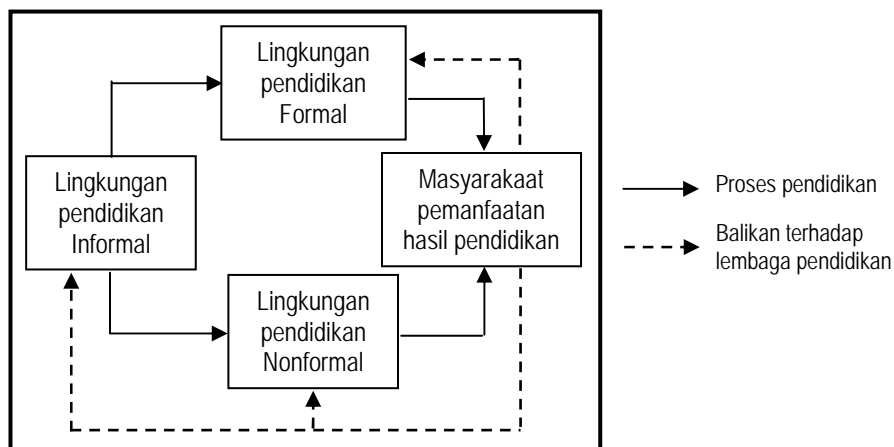 Lingkungan
pendidikan
Formal
Lingkungan
pendidikan
Informal
Masyarakaat
pemanfaatan
hasil pendidikan
Lingkungan
pendidikan
Nonformal
Proses pendidikan
Balikan terhadap
lembaga pendidikan